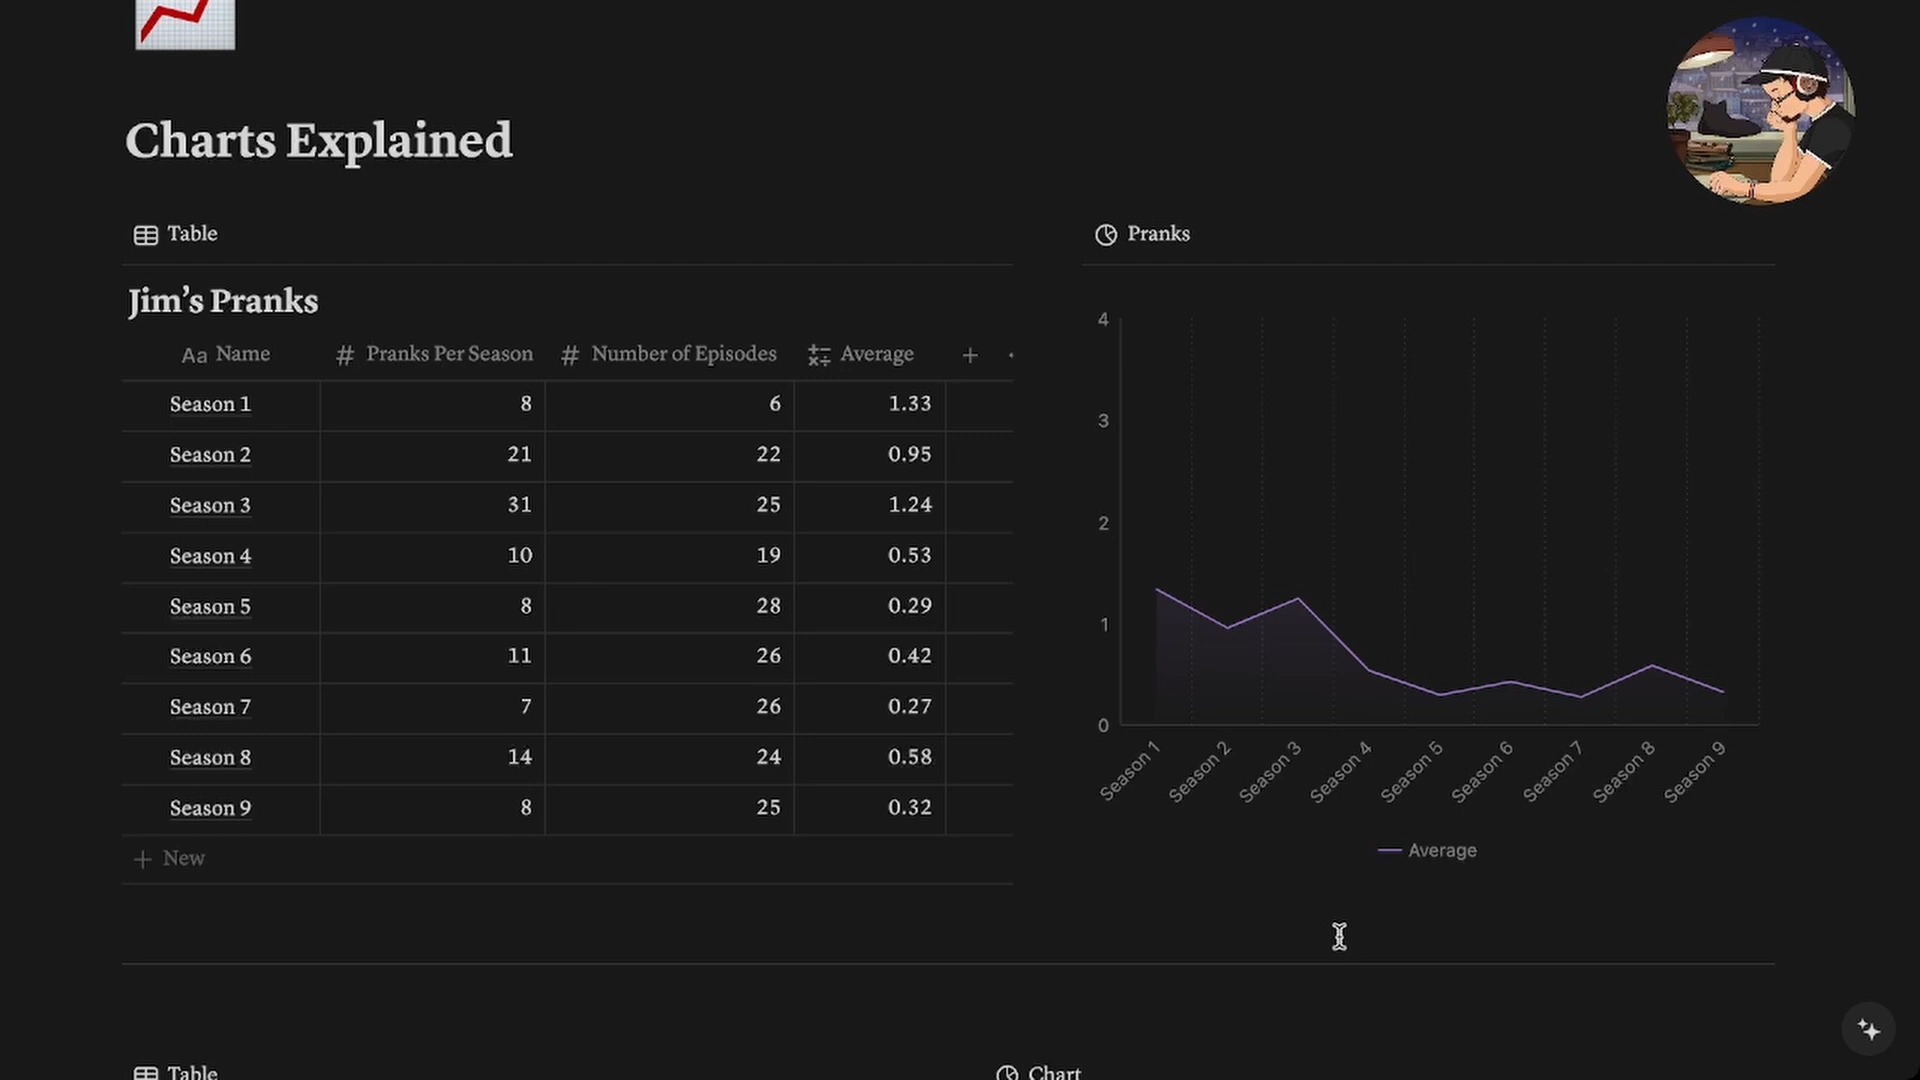 Charts Explained
Table
Jim's Pranks
Aa Name # Pranks Per Season # Number of Episodes Average +
Season 1 8 6 1.33
Season 2 21 22 0.95
Season 3 31 25 1.24
Season 4 10 19 0.53
Season 5 8 28 0.29
Season 6 11 26 0.42
Season 7 7 26 0.27
Season 8 14 24 0.58
Season 9 8 25 0.32
+ New
Pranks
4
3
2
1
0
Season 1 Season 2 Season 3 Season 4 Season 5 Season 6 Season 7 Season 8 Season 9
Average
Table
Chart